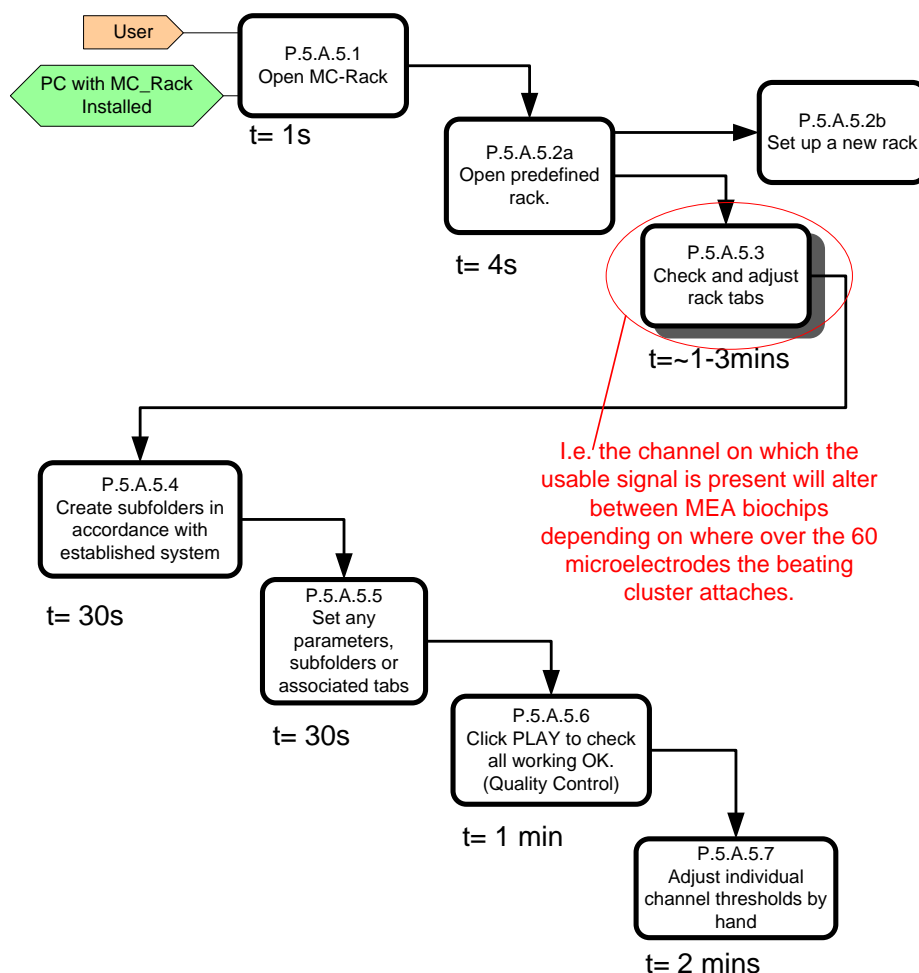 User
PC with MC_Rack
Installed
P.5.A.5.1
Open MC-Rack
t= 1s
P.5.A.5.2a
Open predefined
rack.
t= 4s
P.5.A.5.2b
Set up a new rack
P.5.A.5.3
Check and adjust
rack tabs
t=~1-3mins
I.e. the channel on which the
usable signal is present will alter
between MEA biochips
depending on where over the 60
microelectrodes the beating
cluster attaches.
P.5.A.5.4
Create subfolders in
accordance with
established system
t= 30s
P.5.A.5.5
Set any
parameters,
subfolders or
associated tabs
t= 30s
P.5.A.5.6
Click PLAY to check
all working OK.
(Quality Control)
t= 1 min
P.5.A.5.7
Adjust individual
channel thresholds by
hand
t= 2 mins